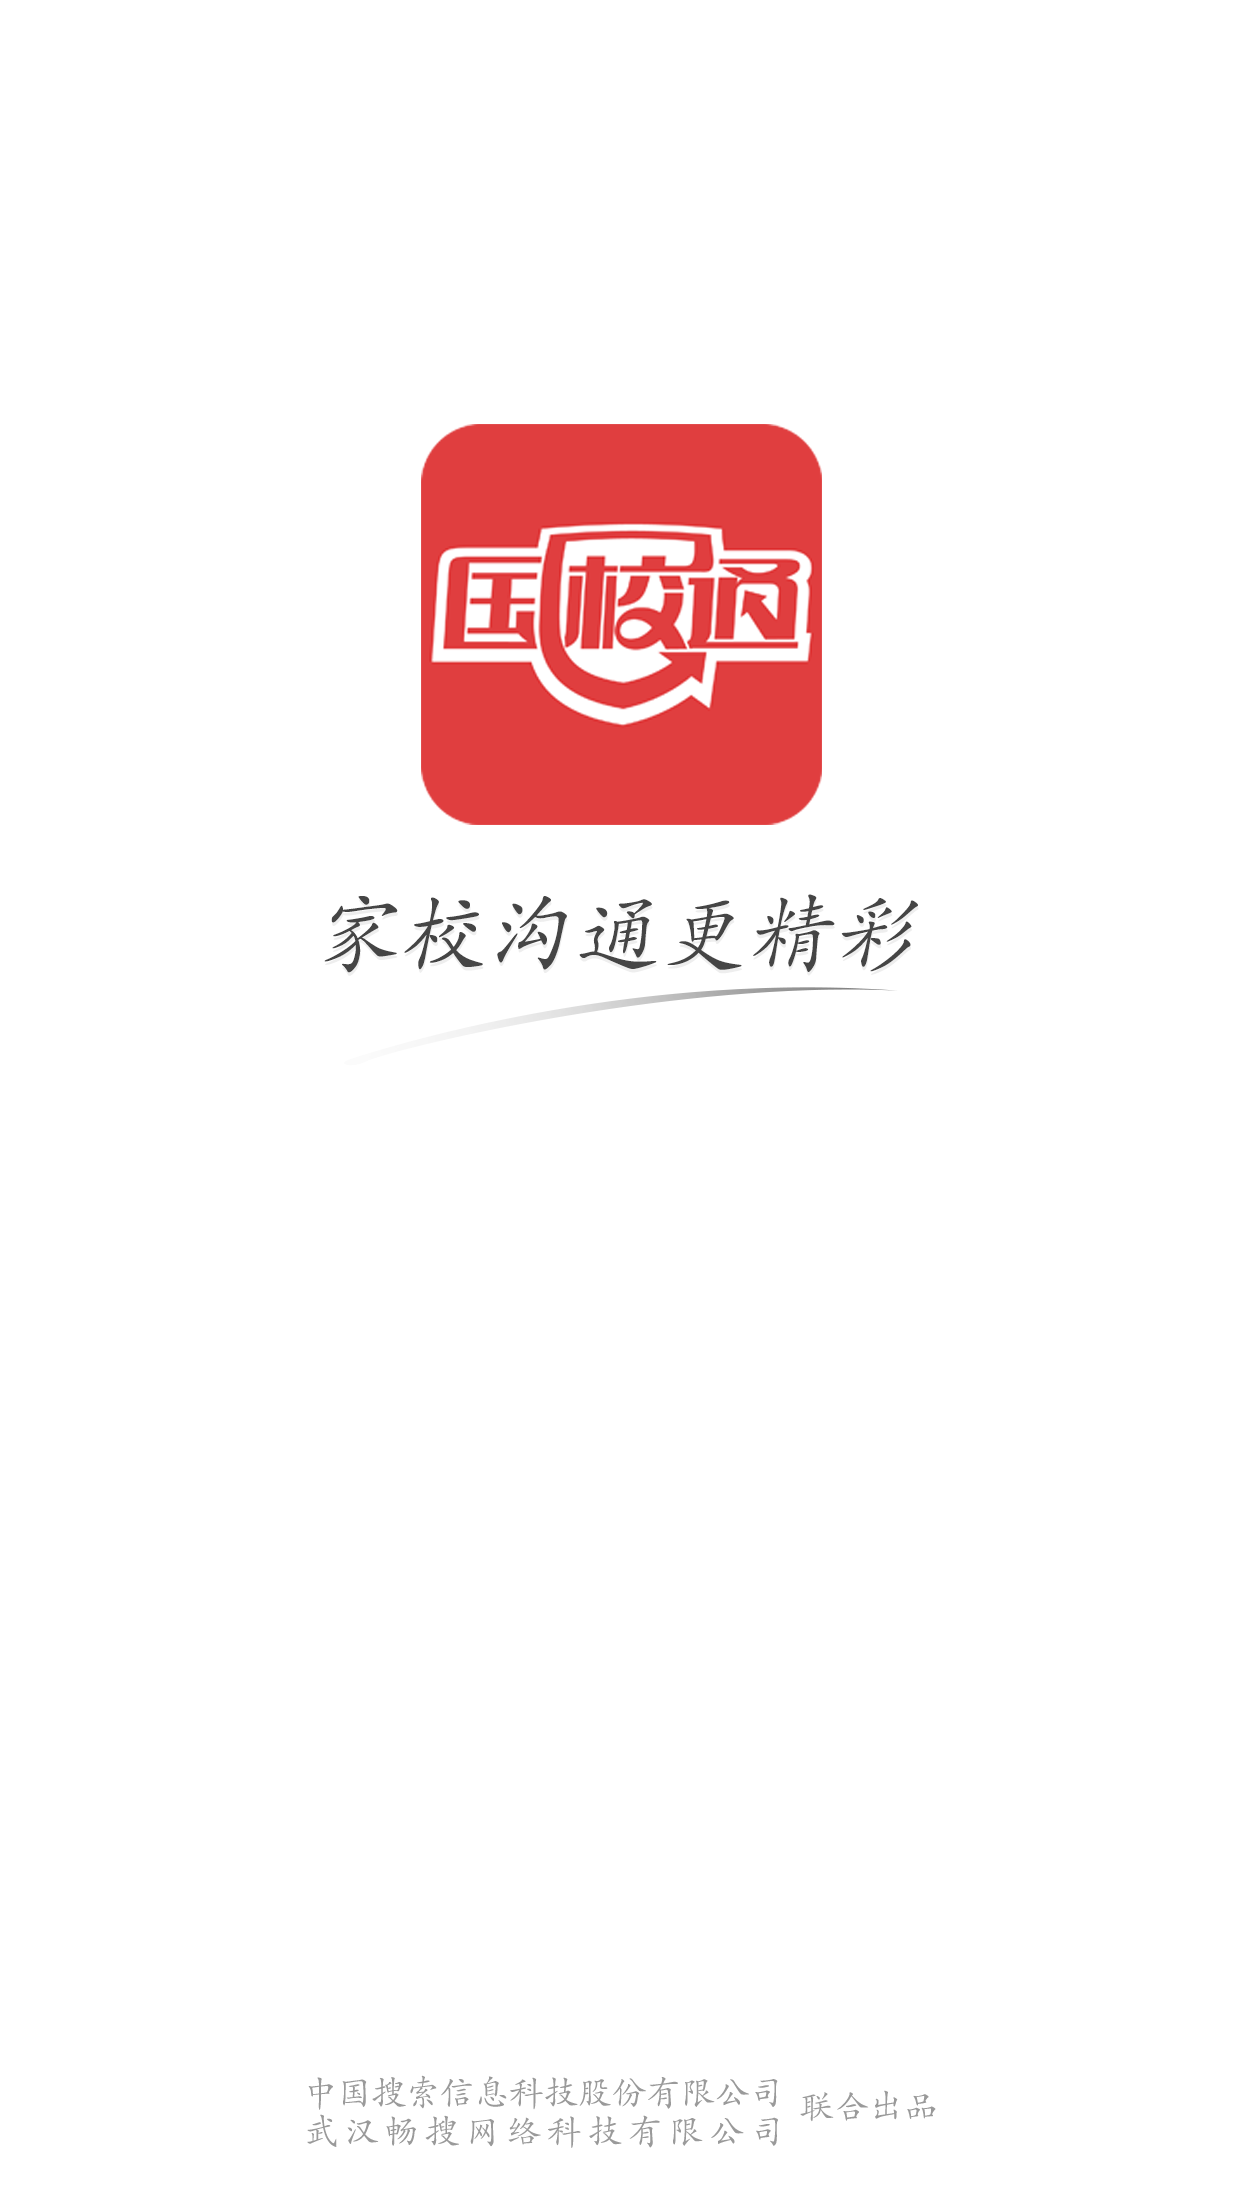 国校通
家校沟通更精彩
中国搜索信息科技股份有限公司
武汉畅搜网络科技有限公司
联合出品